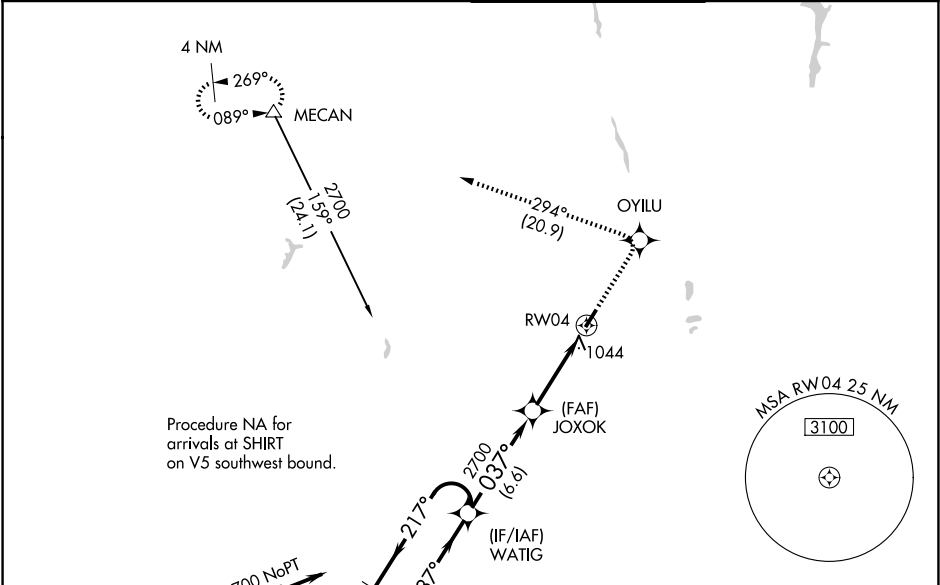 4 NM
269°
089°
MECAN
2700
159°
(24.1)
294°
(20.9)
OYILU
RW04
1044
MSA RW04 25 NM
3100
(FAF)
JOXOK
Procedure NA for
arrivals at SHIRT
on V5 southwest bound.
2700
037°
(6.6)
217°
(IF/IAF)
WATIG
NoPT